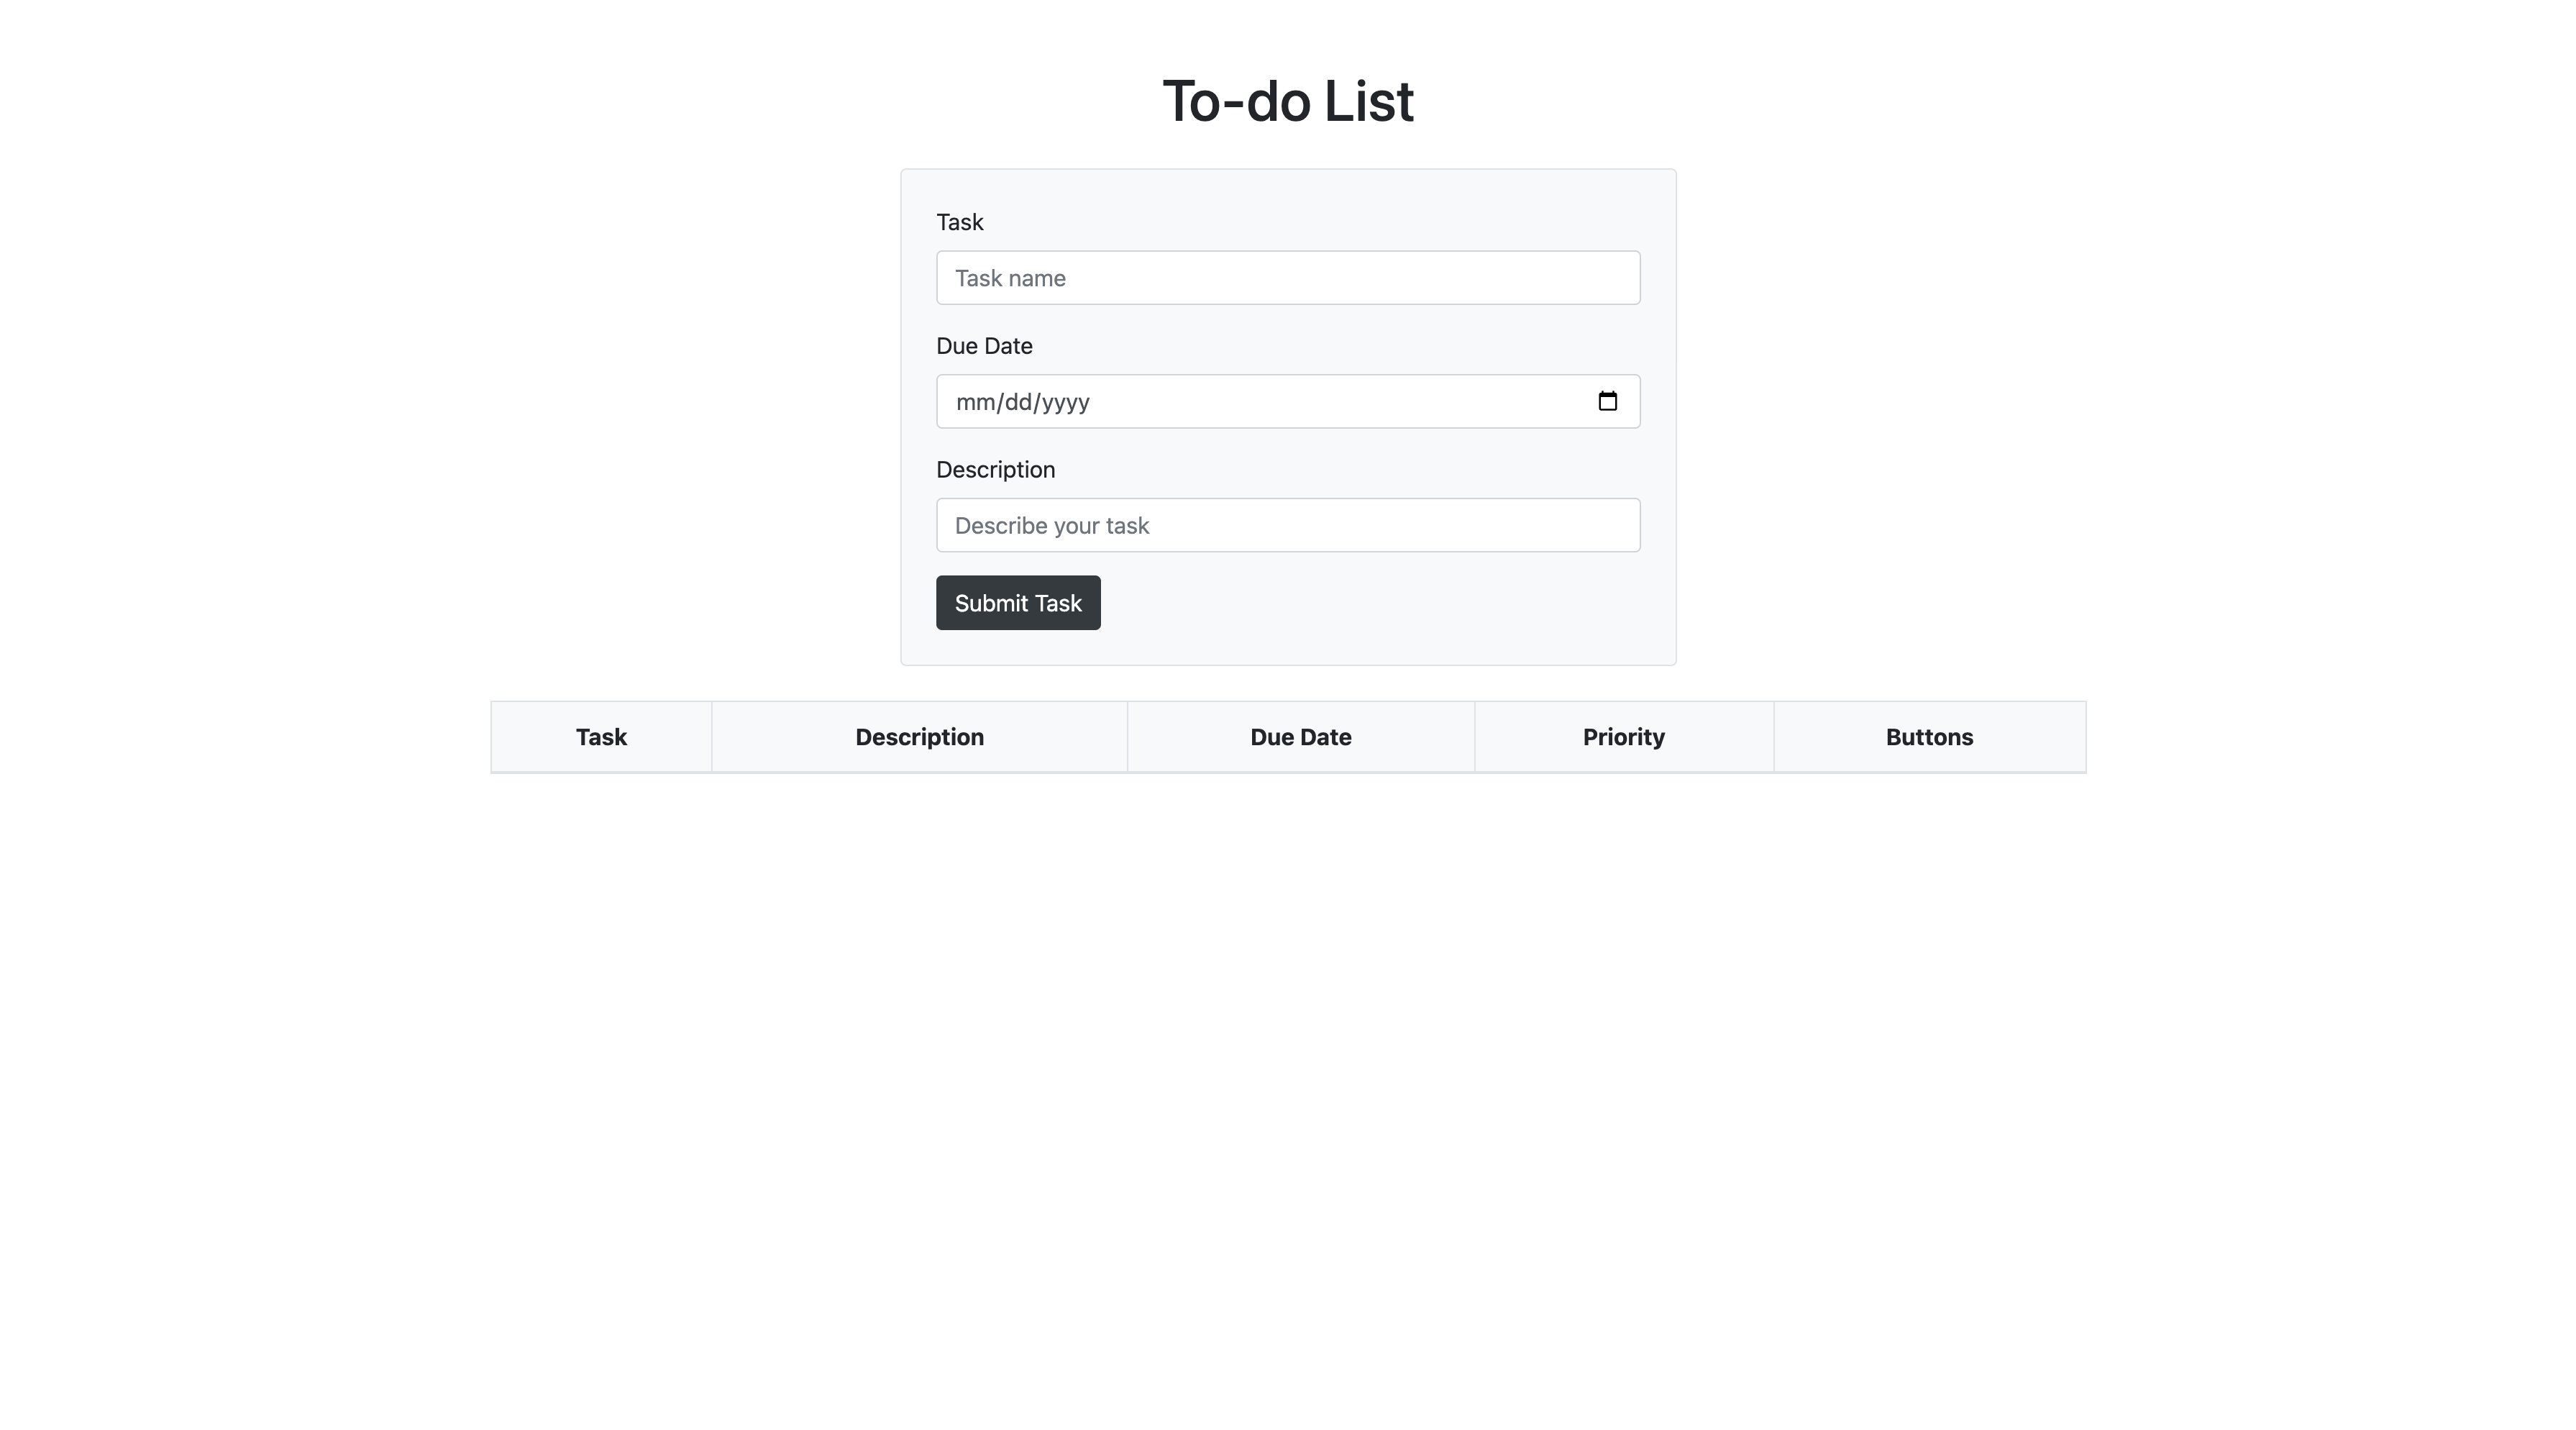 To-do List
Task
Task name
Due Date
mm/dd/yyyy
Description
Describe your task
Submit Task
Task Description Due Date Priority Buttons